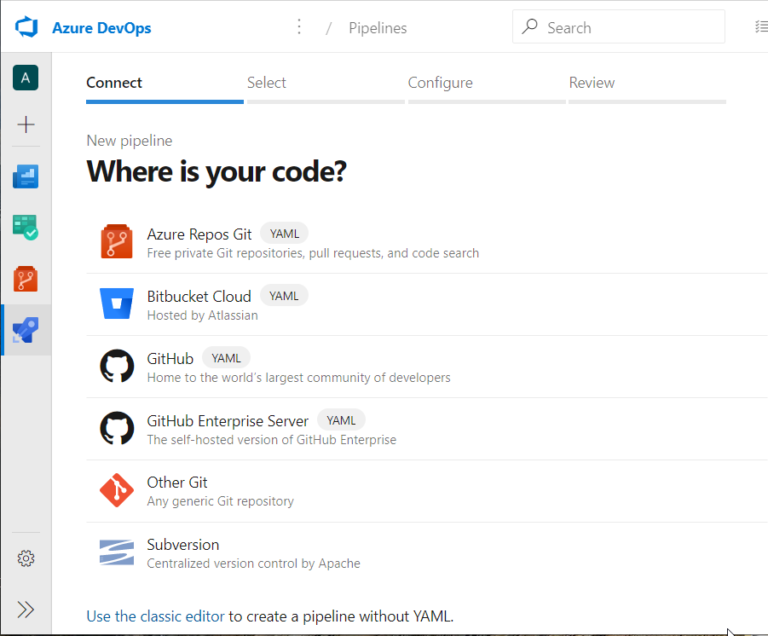 Azure DevOps
/ Pipelines
Search
A
Connect
Select
Configure
Review
New pipeline
Where is your code?
Azure Repos Git YAML
Free private Git repositories, pull requests, and code search
Bitbucket Cloud YAML
Hosted by Atlassian
GitHub YAML
Home to the world's largest community of developers
GitHub Enterprise Server YAML
The self-hosted version of GitHub Enterprise
Other Git
Any generic Git repository
Subversion
Centralized version control by Apache
Use the classic editor to create a pipeline without YAML.